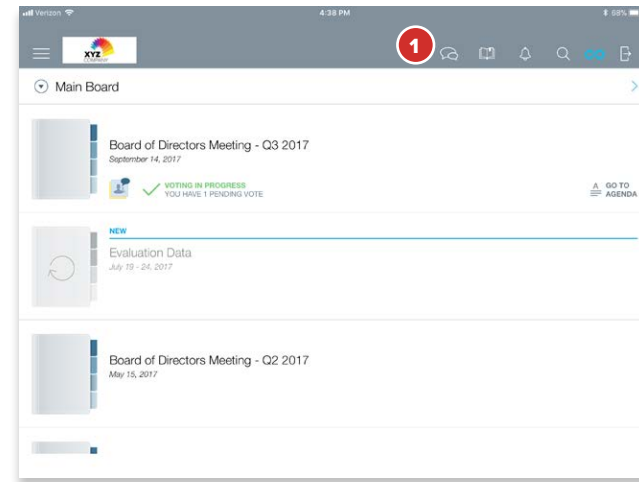 Verizon 4:38 PM 68%
XYZ
COMPANY
1
Main Board
Board of Directors Meeting - Q3 2017
September 14, 2017
VOTING IN PROGRESS
YOU HAVE 1 PENDING VOTE
GO TO
AGENDA
NEW
Evaluation Data
July 19 - 24, 2017
Board of Directors Meeting - Q2 2017
May 15, 2017